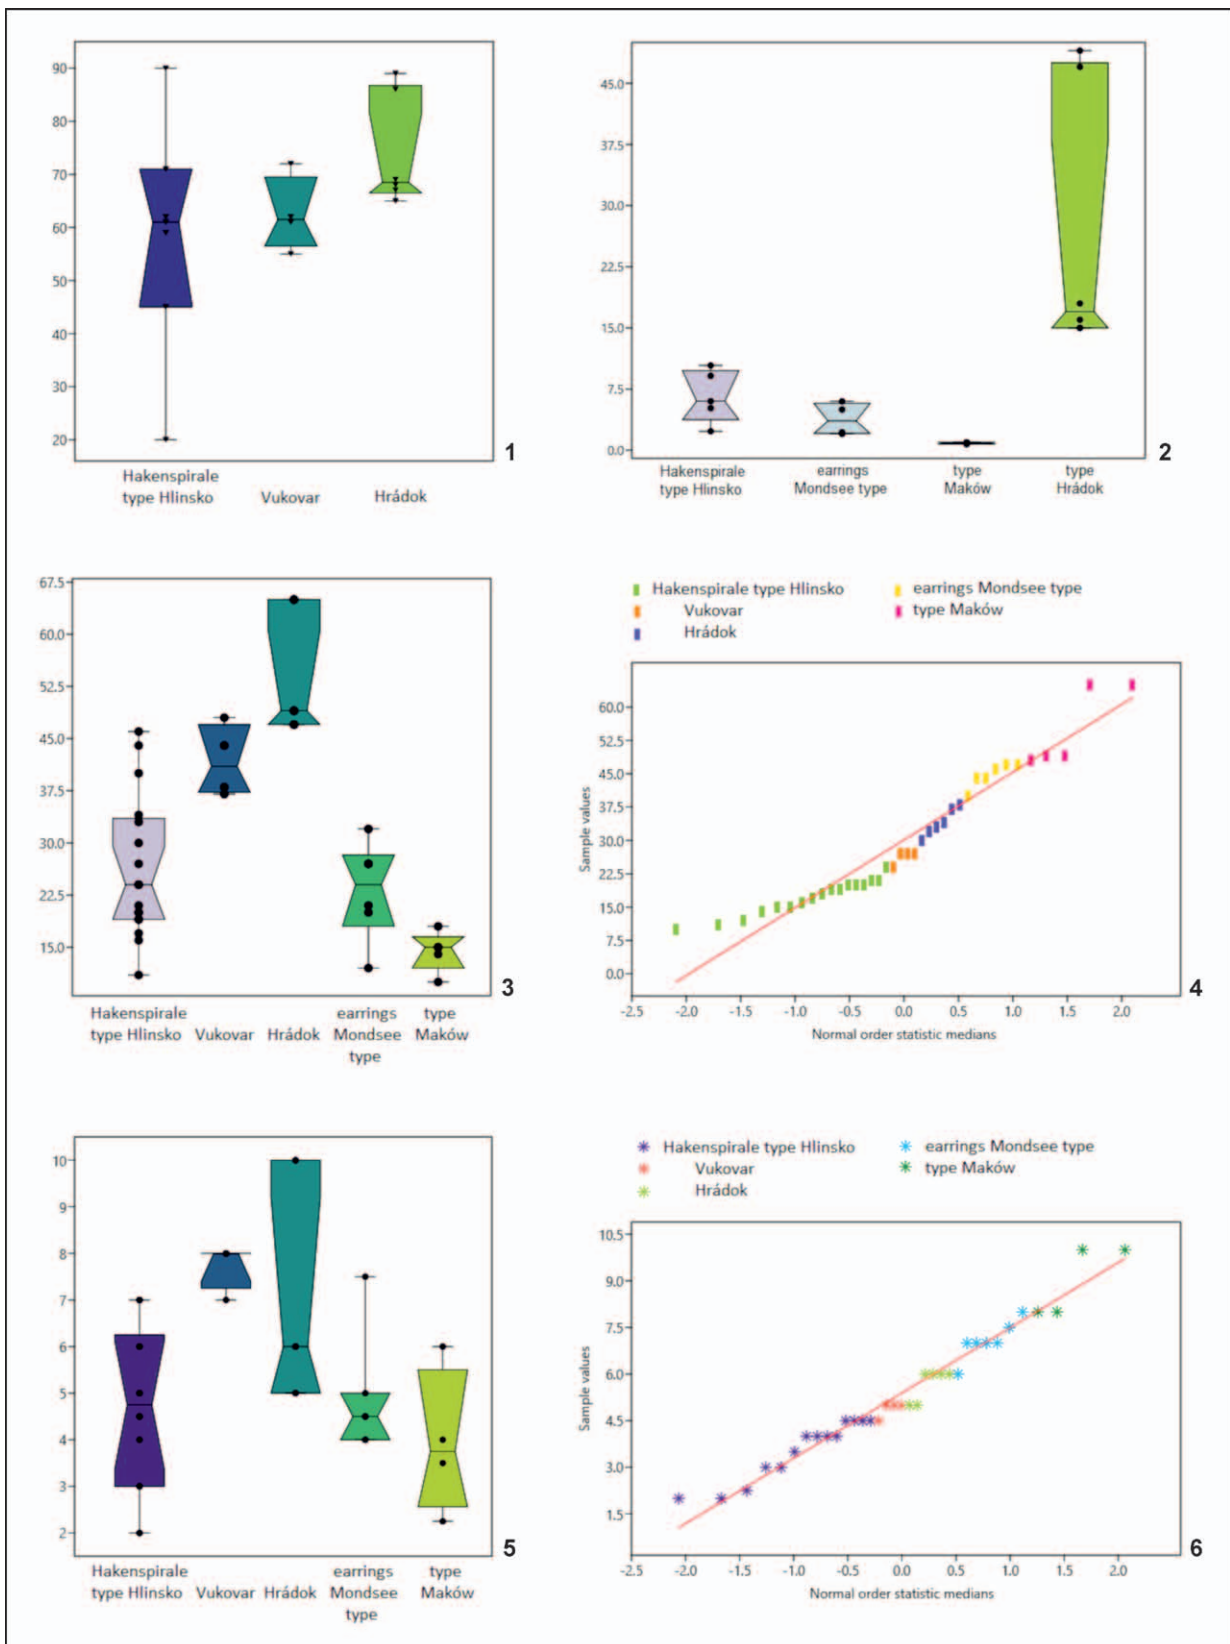 90
80
70
60
50
40
30
20
Hakenspirale
type Hlinsko
Vukovar
Hrádok
1
45.0
37.5
30.0
22.5
15.0
7.5
0.0
Hakenspirale
type Hlinsko
earrings
Mondsee type
type
Maków
type
Hrádok
2
67.5
60.0
52.5
45.0
37.5
30.0
22.5
15.0
Hakenspirale
type Hlinsko
Vukovar
Hrádok
earrings
Mondsee
type
type
Maków
3
Hakenspirale type Hlinsko
Vukovar
Hrádok
earrings Mondsee type
type Maków
Sample values
60.0
52.5
45.0
37.5
30.0
22.5
15.0
7.5
0.0
-2.5 -2.0 -1.5 -1.0 -0.5 0.0 0.5 1.0 1.5 2.0
Normal order statistic medians
4
10
9
8
7
6
5
4
3
2
Hakenspirale
type Hlinsko
Vukovar
Hrádok
earrings
Mondsee
type
type
Maków
5
Hakenspirale type Hlinsko
Vukovar
Hrádok
earrings Mondsee type
type Maków
Sample values
10.5
9.0
7.5
6.0
4.5
3.0
1.5
-2.5 -2.0 -1.5 -1.0 -0.5 0.0 0.5 1.0 1.5 2.0
Normal order statistic medians
6